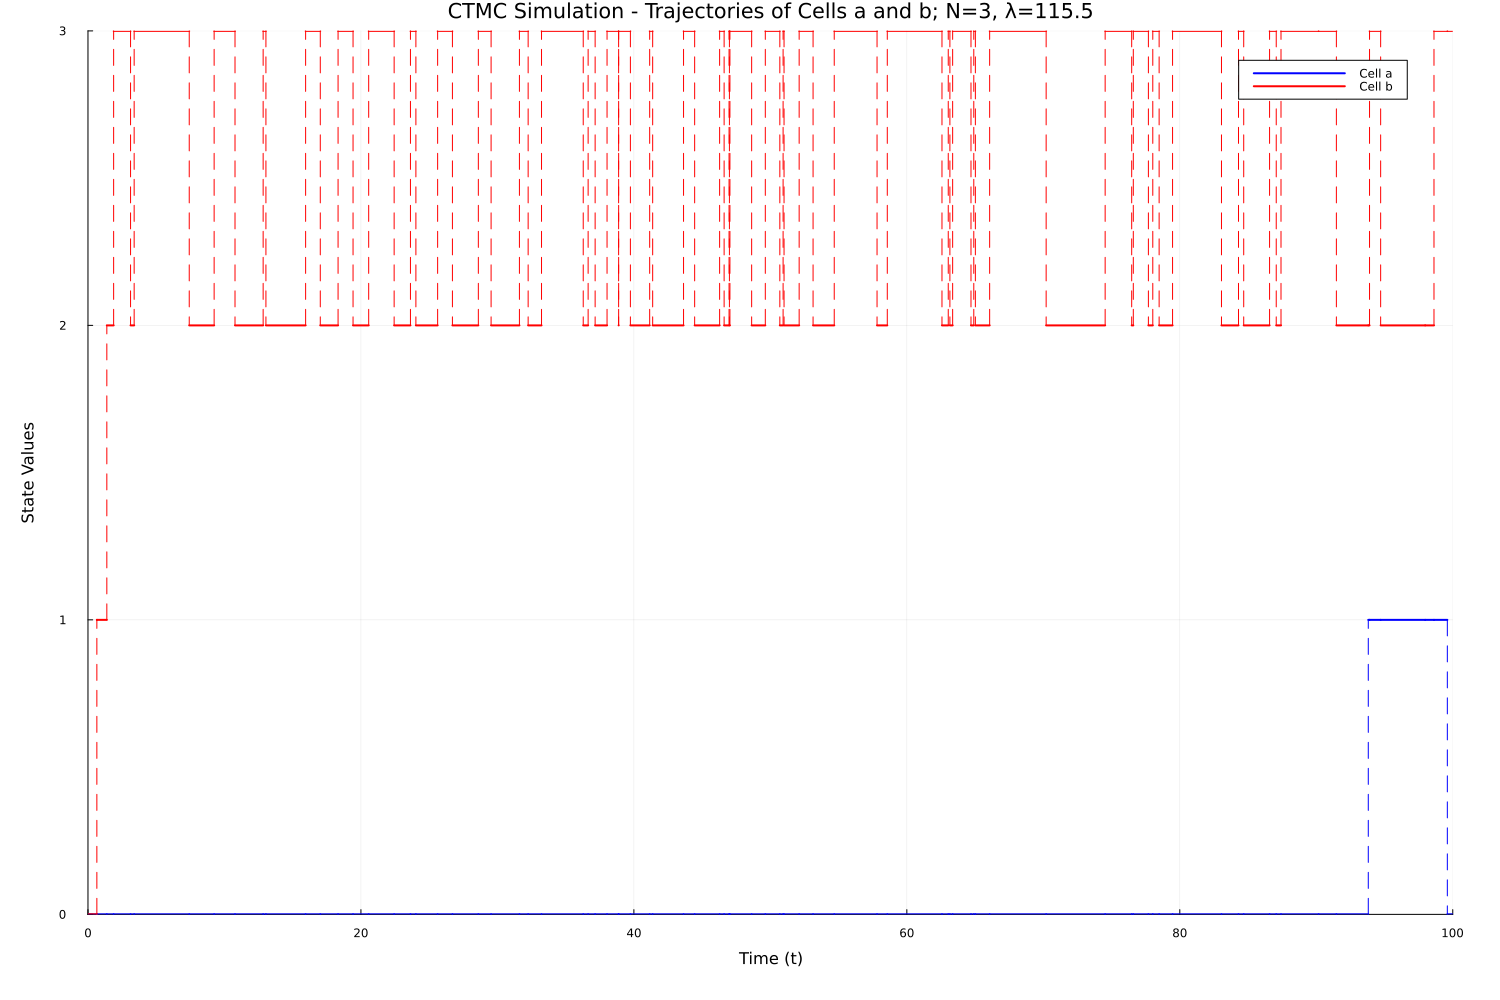 CTMC Simulation - Trajectories of Cells a and b; N=3, λ=115.5
3
Cell a
Cell b
2
State Values
1
0
0 20 40 60 80 100
Time (t)